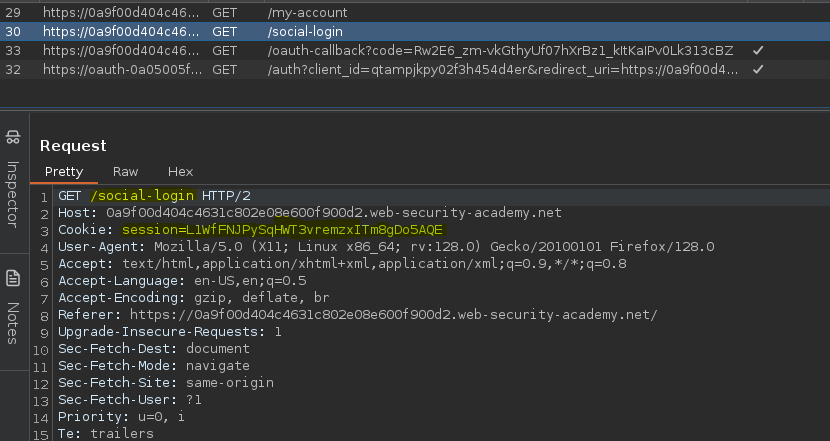 29 https://0a9f00d404c46... GET /my-account
30 https://0a9f00d404c46... GET /social-login
33 https://0a9f00d404c46... GET /oauth-callback?code=Rw2E6_zm-vkGthyUf07hXrBz1_kItKaIPv0Lk313cBZ
32 https://oauth-0a05005f... GET /auth?client_id=qtampjkpy02f3h454d4er&redirect_uri=https://0a9f00d4...
Inspector
Notes
Request
Pretty Raw Hex
1 GET /social-login HTTP/2
2 Host: 0a9f00d404c4631c802e08e600f900d2.web-security-academy.net
3 Cookie: session=L1WfFNJPySqHWT3vremzxITm8gDo5AQE
4 User-Agent: Mozilla/5.0 (X11; Linux x86_64; rv:128.0) Gecko/20100101 Firefox/128.0
5 Accept: text/html,application/xhtml+xml,application/xml;q=0.9,*/*;q=0.8
6 Accept-Language: en-US,en;q=0.5
7 Accept-Encoding: gzip, deflate, br
8 Referer: https://0a9f00d404c4631c802e08e600f900d2.web-security-academy.net/
9 Upgrade-Insecure-Requests: 1
10 Sec-Fetch-Dest: document
11 Sec-Fetch-Mode: navigate
12 Sec-Fetch-Site: same-origin
13 Sec-Fetch-User: ?1
14 Priority: u=0, i
15 Te: trailers